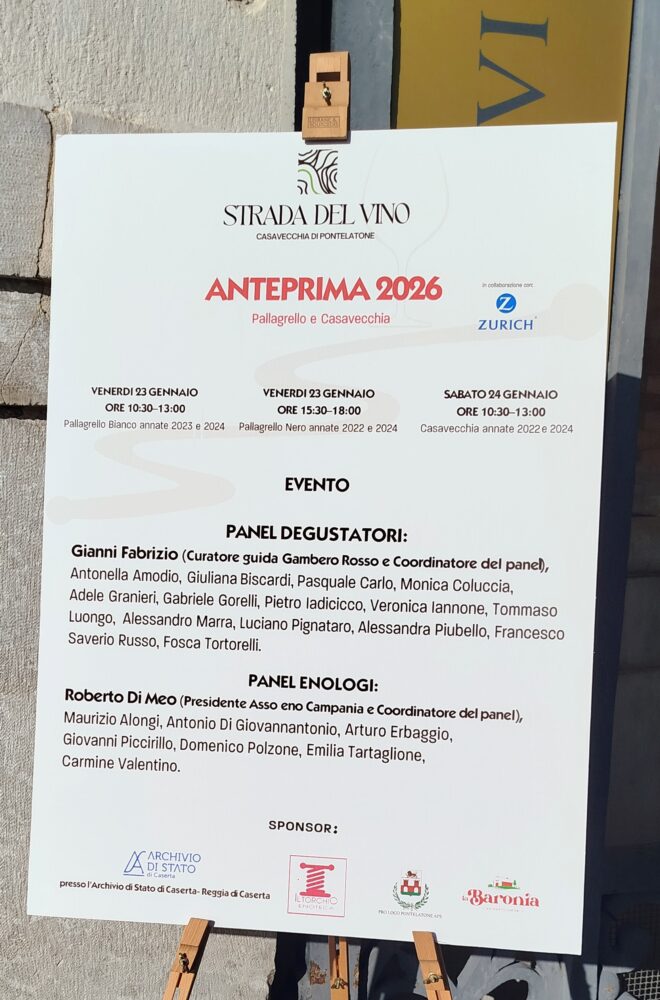 VI
STRADA DEL VINO
CASAVECCHIA DI PONTELATONE
ANTEPRIMA 2026
Pallagrello e Casavecchia
in collaborazione con:
Z
ZURICH
VENERDI 23 GENNAIO
ORE 10:30–13:00
Pallagrello Bianco annate 2023 e 2024
VENERDI 23 GENNAIO
ORE 15:30–18:00
Pallagrello Nero annate 2022 e 2024
SABATO 24 GENNAIO
ORE 10:30–13:00
Casavecchia annate 2022 e 2024
EVENTO
PANEL DEGUSTATORI:
Gianni Fabrizio (Curatore guida Gambero Rosso e Coordinatore del panel),
Antonella Amodio, Giuliana Biscardi, Pasquale Carlo, Monica Coluccia,
Adele Granieri, Gabriele Gorelli, Pietro Iadicicco, Veronica Iannone, Tommaso
Luongo, Alessandro Marra, Luciano Pignataro, Alessandra Piubello, Francesco
Saverio Russo, Fosca Tortorelli.
PANEL ENOLOGI:
Roberto Di Meo (Presidente Asso eno Campania e Coordinatore del panel),
Maurizio Alongi, Antonio Di Giovannantonio, Arturo Erbaggio,
Giovanni Piccirillo, Domenico Polzone, Emilia Tartaglione,
Carmine Valentino.
SPONSOR:
ARCHIVIO
DI STATO
di Caserta
presso l'Archivio di Stato di Caserta- Reggia di Caserta
IL TORCHIO
ENOTECA
PRO LOCO PONTELATONE APS
la Baronia